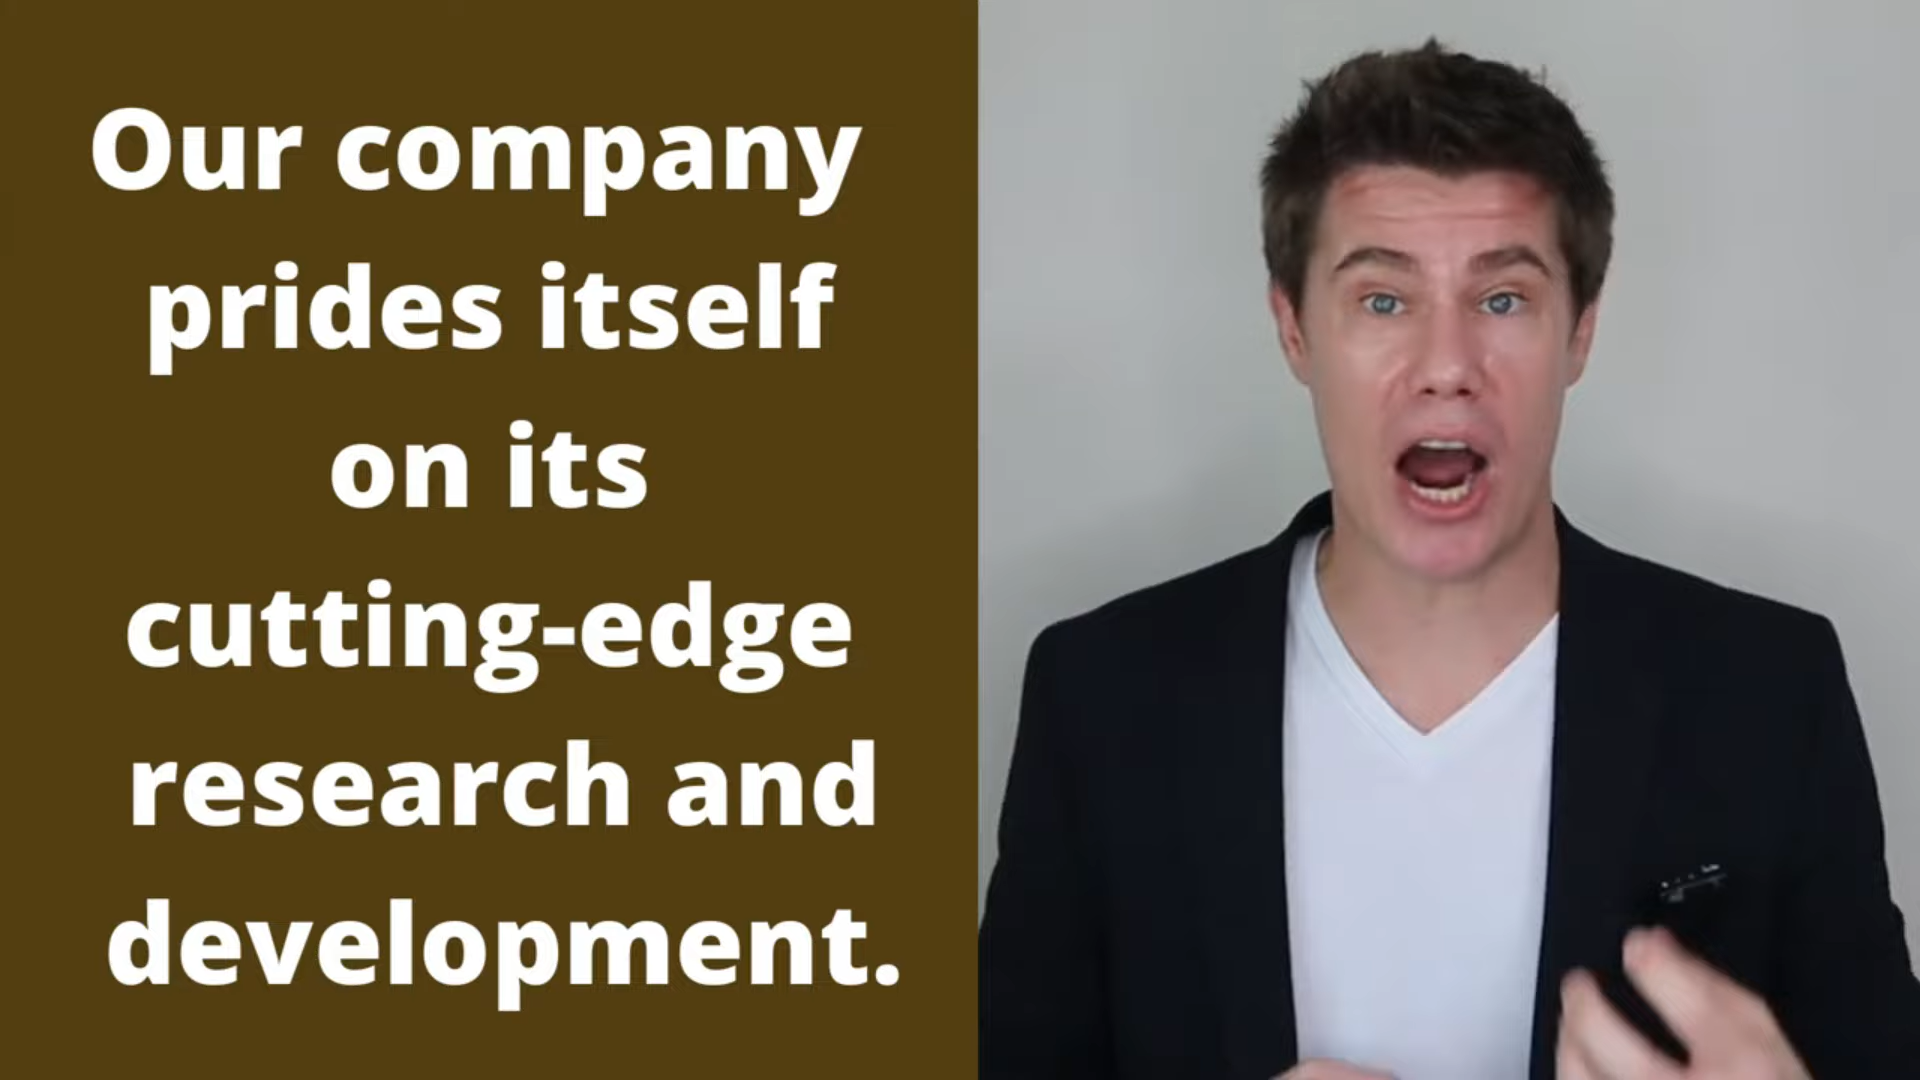 Our company
prides itself
on its
cutting-edge
research and
development.